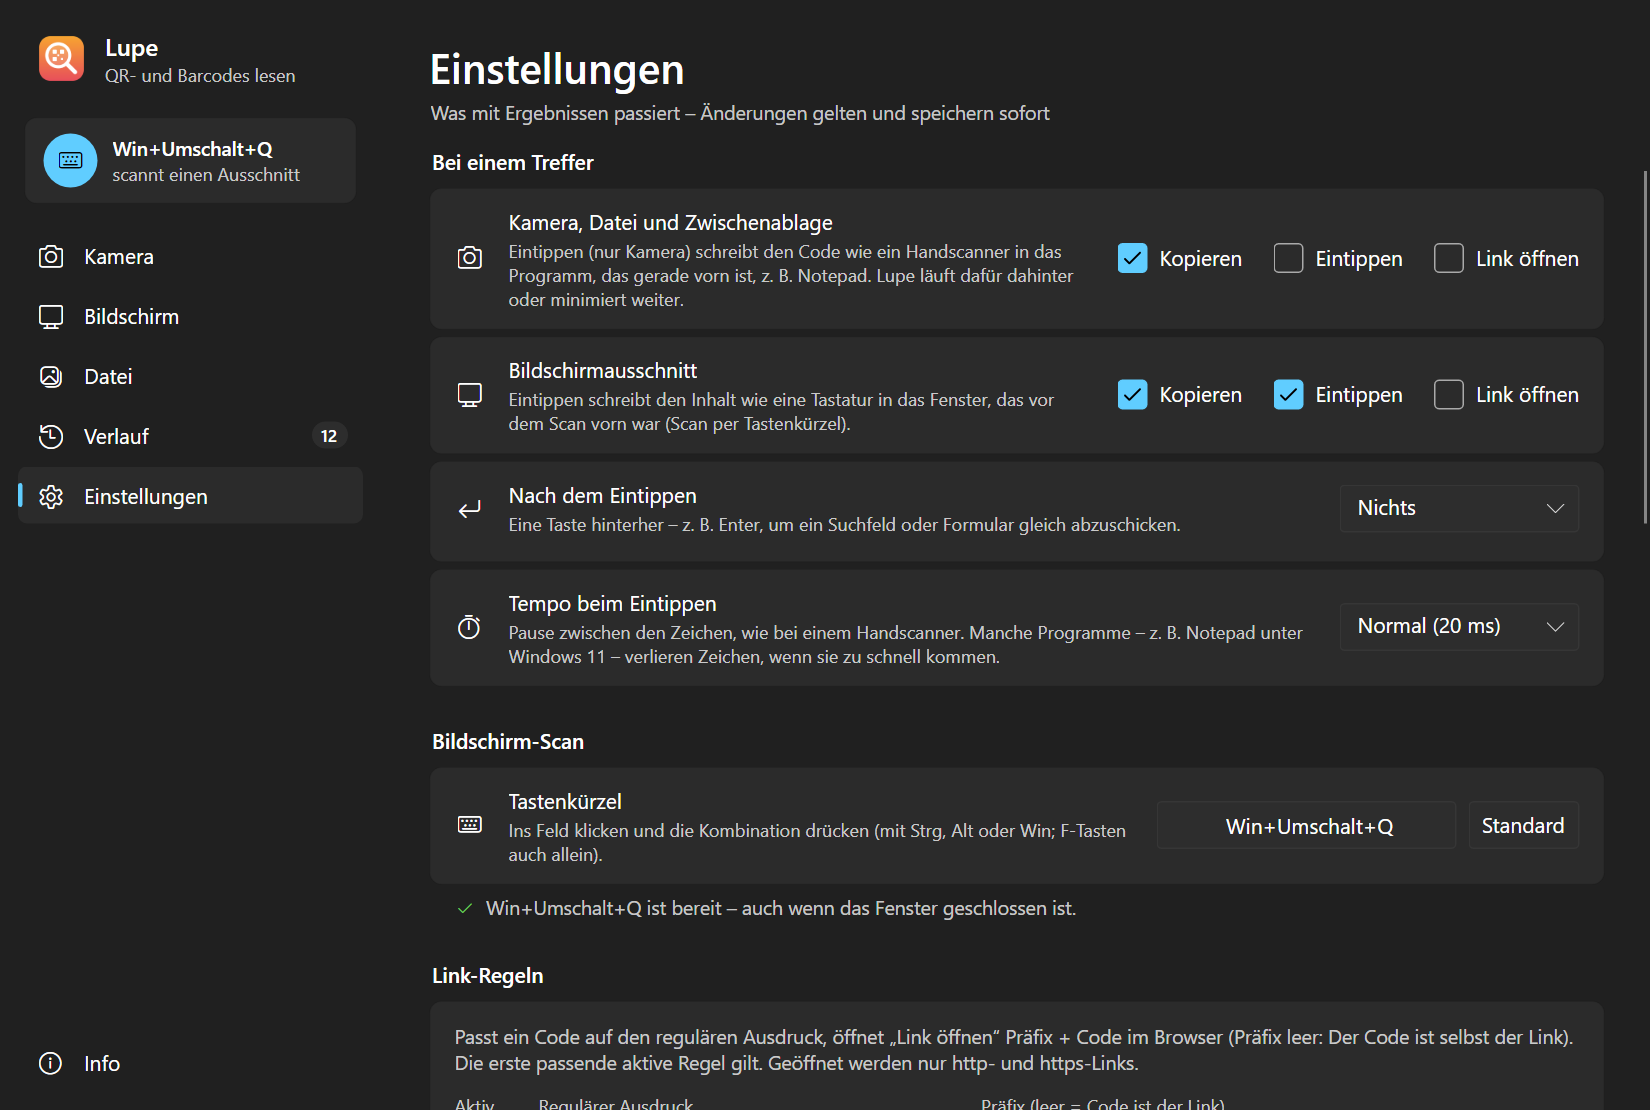 Lupe
QR- und Barcodes lesen
Win+Umschalt+Q
scannt einen Ausschnitt
Kamera
Bildschirm
Datei
Verlauf
12
Einstellungen
Info
Einstellungen
Was mit Ergebnissen passiert – Änderungen gelten und speichern sofort
Bei einem Treffer
Kamera, Datei und Zwischenablage
Eintippen (nur Kamera) schreibt den Code wie ein Handscanner in das
Programm, das gerade vorn ist, z. B. Notepad. Lupe läuft dafür dahinter
oder minimiert weiter.
Kopieren
Eintippen
Link öffnen
Bildschirmausschnitt
Eintippen schreibt den Inhalt wie eine Tastatur in das Fenster, das vor
dem Scan vorn war (Scan per Tastenkürzel).
Kopieren
Eintippen
Link öffnen
Nach dem Eintippen
Eine Taste hinterher – z. B. Enter, um ein Suchfeld oder Formular gleich abzuschicken.
Nichts
Tempo beim Eintippen
Pause zwischen den Zeichen, wie bei einem Handscanner. Manche Programme – z. B. Notepad unter
Windows 11 – verlieren Zeichen, wenn sie zu schnell kommen.
Normal (20 ms)
Bildschirm-Scan
Tastenkürzel
Ins Feld klicken und die Kombination drücken (mit Strg, Alt oder Win; F-Tasten
auch allein).
Win+Umschalt+Q
Standard
Win+Umschalt+Q ist bereit – auch wenn das Fenster geschlossen ist.
Link-Regeln
Passt ein Code auf den regulären Ausdruck, öffnet „Link öffnen“ Präfix + Code im Browser (Präfix leer: Der Code ist selbst der Link).
Die erste passende aktive Regel gilt. Geöffnet werden nur http- und https-Links.
Aktiv
Regulärer Ausdruck
Präfix (leer = Code ist der Link)